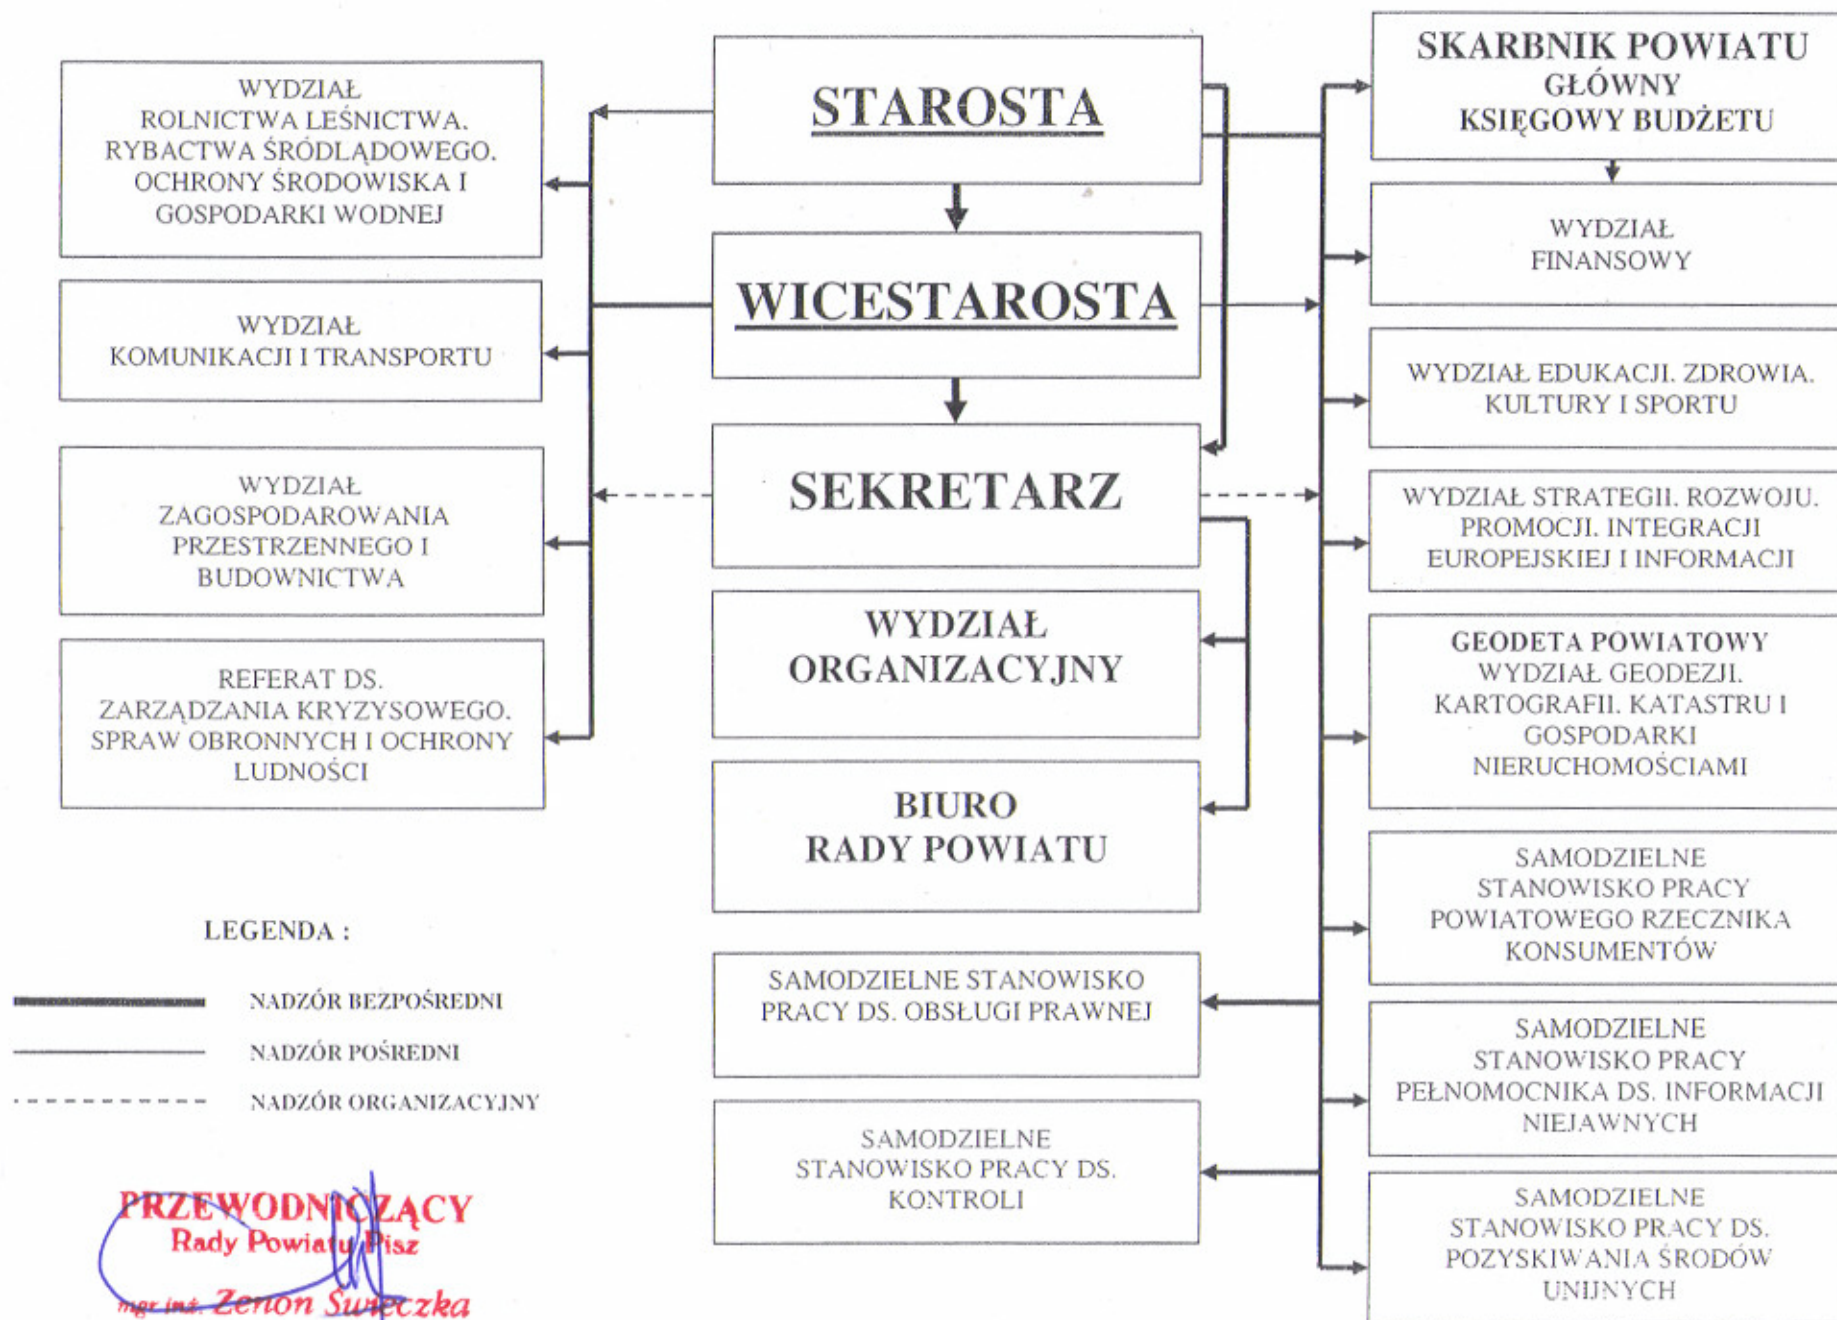 WYDZIAŁ
ROLNICTWA LEŚNICTWA.
RYBACTWA ŚRÓDLĄDOWEGO.
OCHRONY ŚRODOWISKA I
GOSPODARKI WODNEJ
WYDZIAŁ
KOMUNIKACJI I TRANSPORTU
WYDZIAŁ
ZAGOSPODAROWANIA
PRZESTRZENNEGO I
BUDOWNICTWA
REFERAT DS.
ZARZĄDZANIA KRYZYSOWEGO.
SPRAW OBRONNYCH I OCHRONY
LUDNOŚCI
STAROSTA
WICESTAROSTA
SEKRETARZ
WYDZIAŁ
ORGANIZACYJNY
BIURO
RADY POWIATU
SAMODZIELNE STANOWISKO
PRACY DS. OBSŁUGI PRAWNEJ
SAMODZIELNE
STANOWISKO PRACY DS.
KONTROLI
SKARBNIK POWIATU
GŁÓWNY
KSIĘGOWY BUDŻETU
WYDZIAŁ
FINANSOWY
WYDZIAŁ EDUKACJI. ZDROWIA.
KULTURY I SPORTU
WYDZIAŁ STRATEGII. ROZWOJU.
PROMOCJI. INTEGRACJI
EUROPEJSKIEJ I INFORMACJI
GEODETA POWIATOWY
WYDZIAŁ GEODEZJI.
KARTOGRAFII. KATASTRU I
GOSPODARKI
NIERUCHOMOŚCIAMI
SAMODZIELNE
STANOWISKO PRACY
POWIATOWEGO RZECZNIKA
KONSUMENTÓW
SAMODZIELNE
STANOWISKO PRACY
PEŁNOMOCNIKA DS. INFORMACJI
NIEJAWNYCH
SAMODZIELNE
STANOWISKO PRACY DS.
POZYSKIWANIA ŚRODÓW
UNIJNYCH
LEGENDA :
NADZÓR BEZPOŚREDNI
NADZÓR POŚREDNI
NADZÓR ORGANIZACYJNY
PRZEWODNICZĄCY
Rady Powiatu Pisz
mgr inż. Zenon